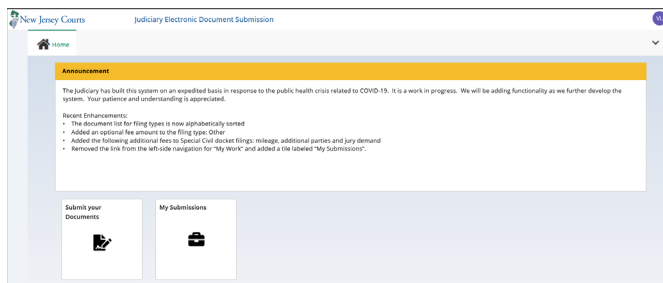 New Jersey Courts
Judiciary Electronic Document Submission
VI
Home
Announcement
The Judiciary has built this system on an expedited basis in response to the public health crisis related to COVID-19. It is a work in progress. We will be adding functionality as we further develop the
system. Your patience and understanding is appreciated.
Recent Enhancements:
• The document list for filing types is now alphabetically sorted
• Added an optional fee amount to the filing type: Other
• Added the following additional fees to Special Civil docket filings: mileage, additional parties and jury demand
• Removed the link from the left-side navigation for “My Work” and added a tile labeled “My Submissions”.
Submit your
Documents
My Submissions